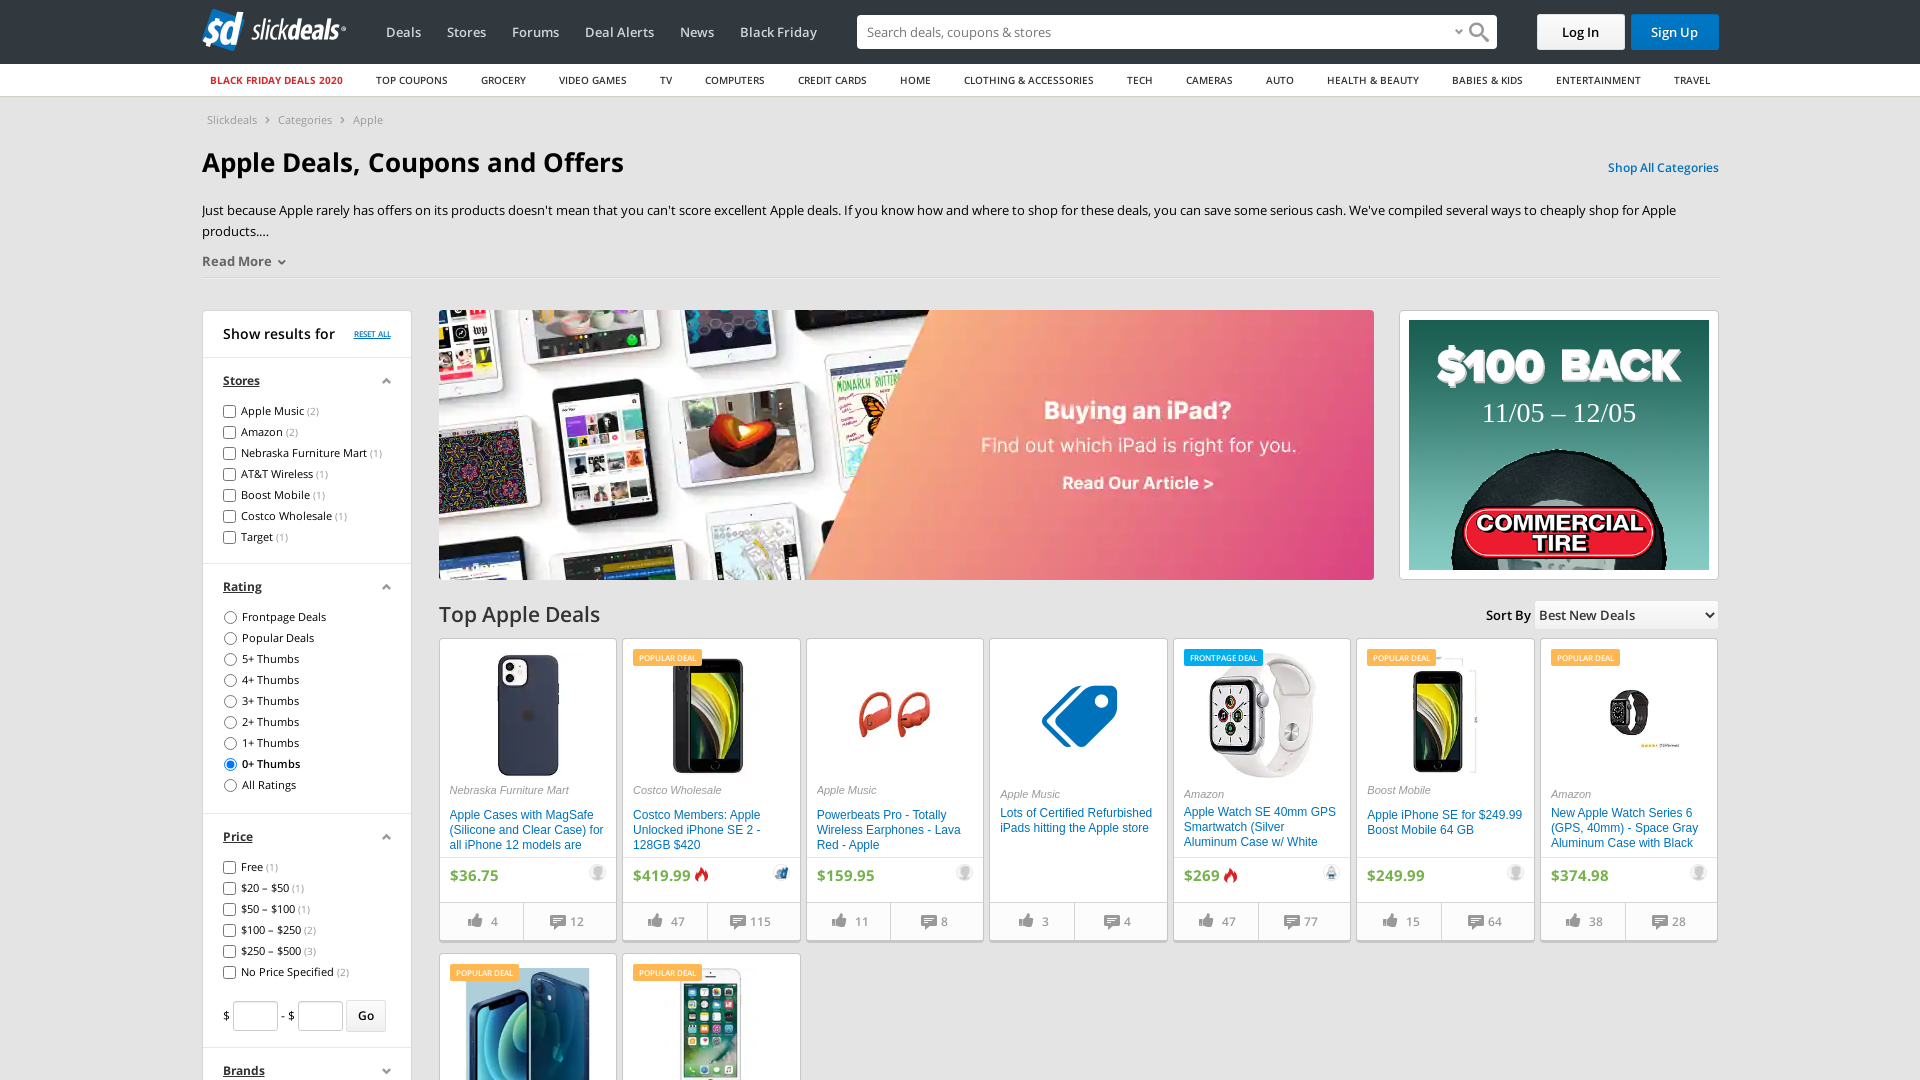 slickdeals
Deals
Stores
Forums
Deal Alerts
News
Black Friday
Search deals, coupons & stores
Log In
Sign Up
BLACK FRIDAY DEALS 2020
TOP COUPONS
GROCERY
VIDEO GAMES
TV
COMPUTERS
CREDIT CARDS
HOME
CLOTHING & ACCESSORIES
TECH
CAMERAS
AUTO
HEALTH & BEAUTY
BABIES & KIDS
ENTERTAINMENT
TRAVEL
Slickdeals > Categories > Apple
Apple Deals, Coupons and Offers
Shop All Categories
Just because Apple rarely has offers on its products doesn't mean that you can't score excellent Apple deals. If you know how and where to shop for these deals, you can save some serious cash. We've compiled several ways to cheaply shop for Apple
products....
Read More
Show results for
RESET ALL
Stores
Apple Music (2)
Amazon (2)
Nebraska Furniture Mart (1)
AT&T Wireless (1)
Boost Mobile (1)
Costco Wholesale (1)
Target (1)
Rating
Frontpage Deals
Popular Deals
5+ Thumbs
4+ Thumbs
3+ Thumbs
2+ Thumbs
1+ Thumbs
0+ Thumbs
All Ratings
Price
Free (1)
$20 – $50 (1)
$50 – $100 (1)
$100 – $250 (2)
$250 – $500 (3)
No Price Specified (2)
$ - $ Go
Brands
MONARCH BUTTER
Buying an iPad?
Find out which iPad is right for you.
Read Our Article >
$100 BACK
11/05 – 12/05
COMMERCIAL
TIRE
Top Apple Deals
Sort By Best New Deals
Nebraska Furniture Mart
Apple Cases with MagSafe
(Silicone and Clear Case) for
all iPhone 12 models are
$36.75
4
12
POPULAR DEAL
Costco Wholesale
Costco Members: Apple
Unlocked iPhone SE 2 -
128GB $420
$419.99
47
115
Apple Music
Powerbeats Pro - Totally
Wireless Earphones - Lava
Red - Apple
$159.95
11
8
Apple Music
Lots of Certified Refurbished
iPads hitting the Apple store
3
4
FRONTPAGE DEAL
Amazon
Apple Watch SE 40mm GPS
Smartwatch (Silver
Aluminum Case w/ White
$269
47
77
POPULAR DEAL
Boost Mobile
Apple iPhone SE for $249.99
Boost Mobile 64 GB
$249.99
15
64
POPULAR DEAL
Amazon
New Apple Watch Series 6
(GPS, 40mm) - Space Gray
Aluminum Case with Black
$374.98
38
28
POPULAR DEAL
POPULAR DEAL